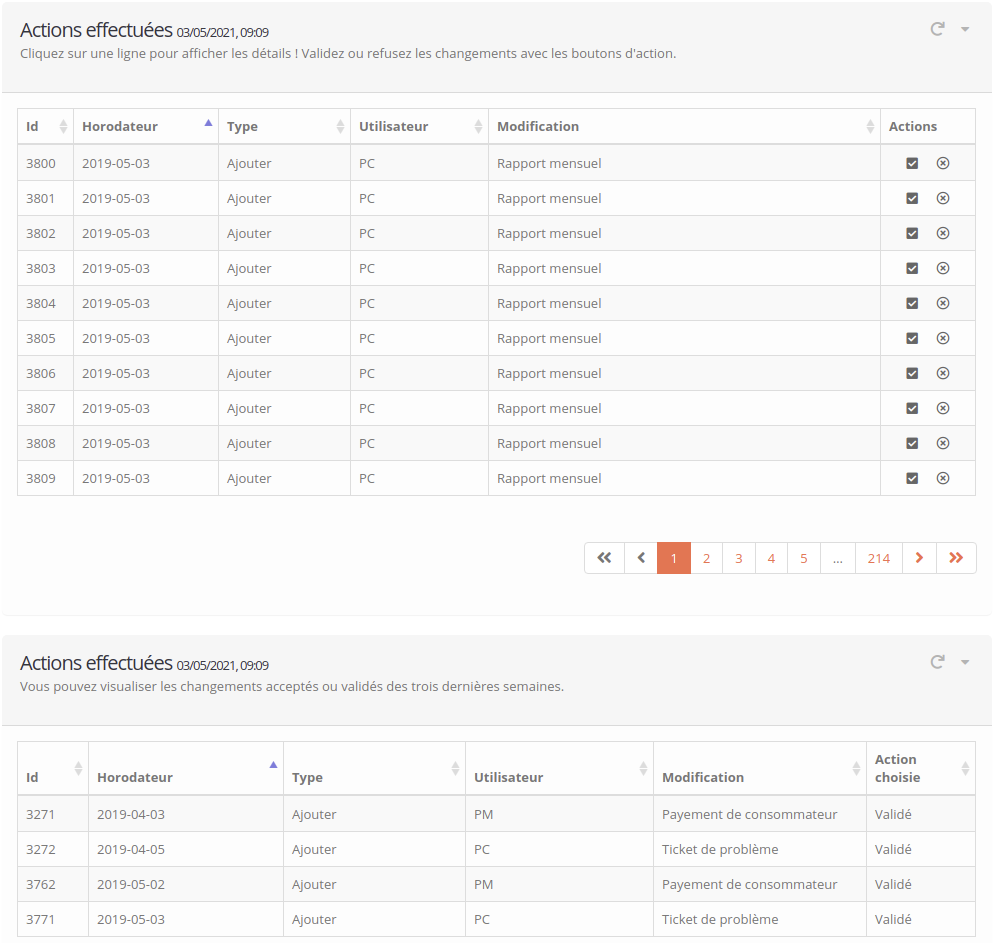 Actions effectuées 03/05/2021, 09:09
Cliquez sur une ligne pour afficher les détails ! Validez ou refusez les changements avec les boutons d'action.
Id Horodateur Type Utilisateur Modification Actions
3800 2019-05-03 Ajouter PC Rapport mensuel
3801 2019-05-03 Ajouter PC Rapport mensuel
3802 2019-05-03 Ajouter PC Rapport mensuel
3803 2019-05-03 Ajouter PC Rapport mensuel
3804 2019-05-03 Ajouter PC Rapport mensuel
3805 2019-05-03 Ajouter PC Rapport mensuel
3806 2019-05-03 Ajouter PC Rapport mensuel
3807 2019-05-03 Ajouter PC Rapport mensuel
3808 2019-05-03 Ajouter PC Rapport mensuel
3809 2019-05-03 Ajouter PC Rapport mensuel
1 2 3 4 5 ... 214
Actions effectuées 03/05/2021, 09:09
Vous pouvez visualiser les changements acceptés ou validés des trois dernières semaines.
Id Horodateur Type Utilisateur Modification Action choisie
3271 2019-04-03 Ajouter PM Payement de consommateur Validé
3272 2019-04-05 Ajouter PC Ticket de problème Validé
3762 2019-05-02 Ajouter PM Payement de consommateur Validé
3771 2019-05-03 Ajouter PC Ticket de problème Validé